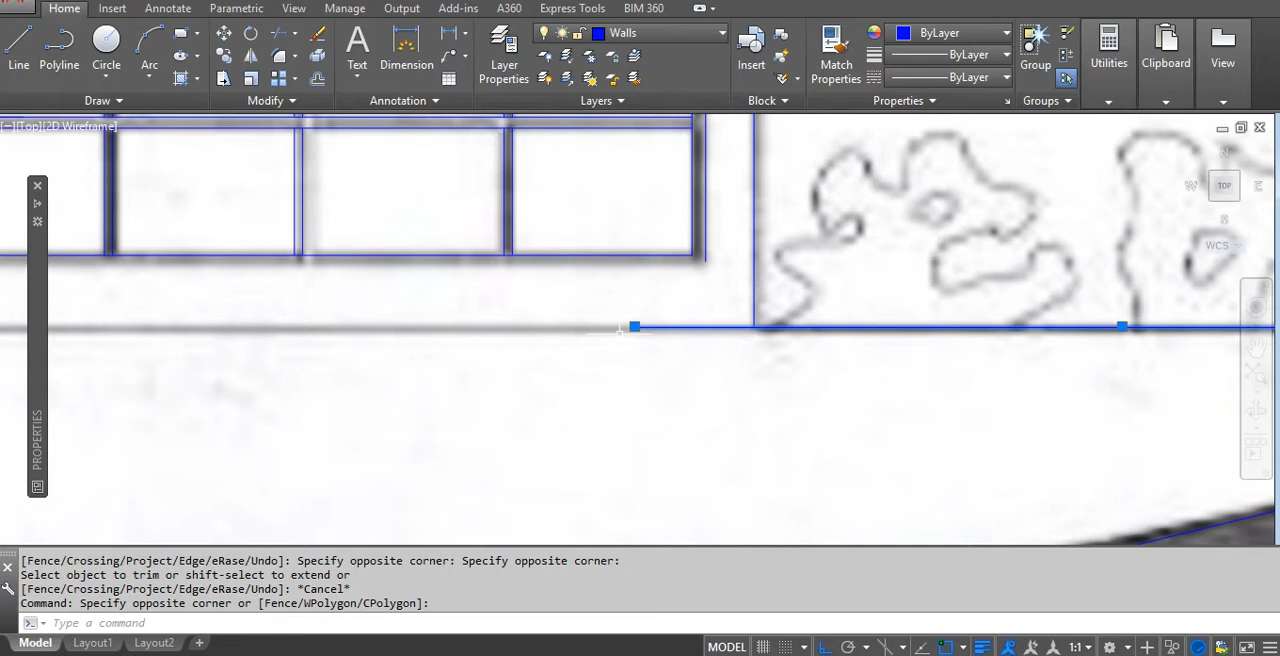 Home Insert Annotate Parametric View Manage Output Add-ins A360 Express Tools BIM 360
Walls
ByLayer
ByLayer
ByLayer
Line Polyline Circle Arc
Text Dimension
Layer Properties
Insert
Match Properties
Group
Utilities
Clipboard
View
Draw Modify Annotation Layers Block Properties Groups
[−][Top][2D Wireframe]
N
W TOP E
S
WCS
PROPERTIES
[Fence/Crossing/Project/Edge/eRase/Undo]: Specify opposite corner: Specify opposite corner:
Select object to trim or shift-select to extend or
[Fence/Crossing/Project/Edge/eRase/Undo]: *Cancel*
Command: Specify opposite corner or [Fence/WPolygon/CPolygon]:
Type a command
Model Layout1 Layout2 + MODEL 1:1